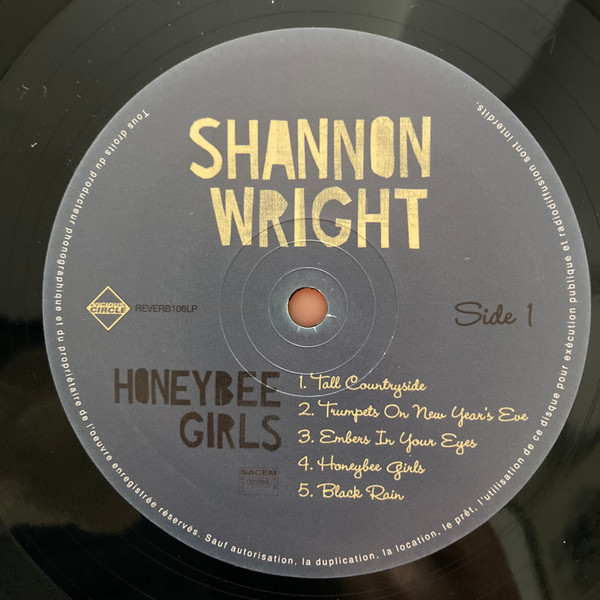 SHANNON
WRIGHT
VICIOUS
CIRCLE
REVERB106LP
Side 1
HONEYBEE
GIRLS
1. Tall Countryside
2. Trumpets On New Year's Eve
3. Embers In Your Eyes
4. Honeybee Girls
5. Black Rain
SACEM
Tous droits du producteur phonographique et du propriétaire de l'oeuvre enregistrée réservés. Sauf autorisation, la duplication, la location, le prêt, l'utilisation de ce disque pour exécution publique et radiodifusion sont interdits.